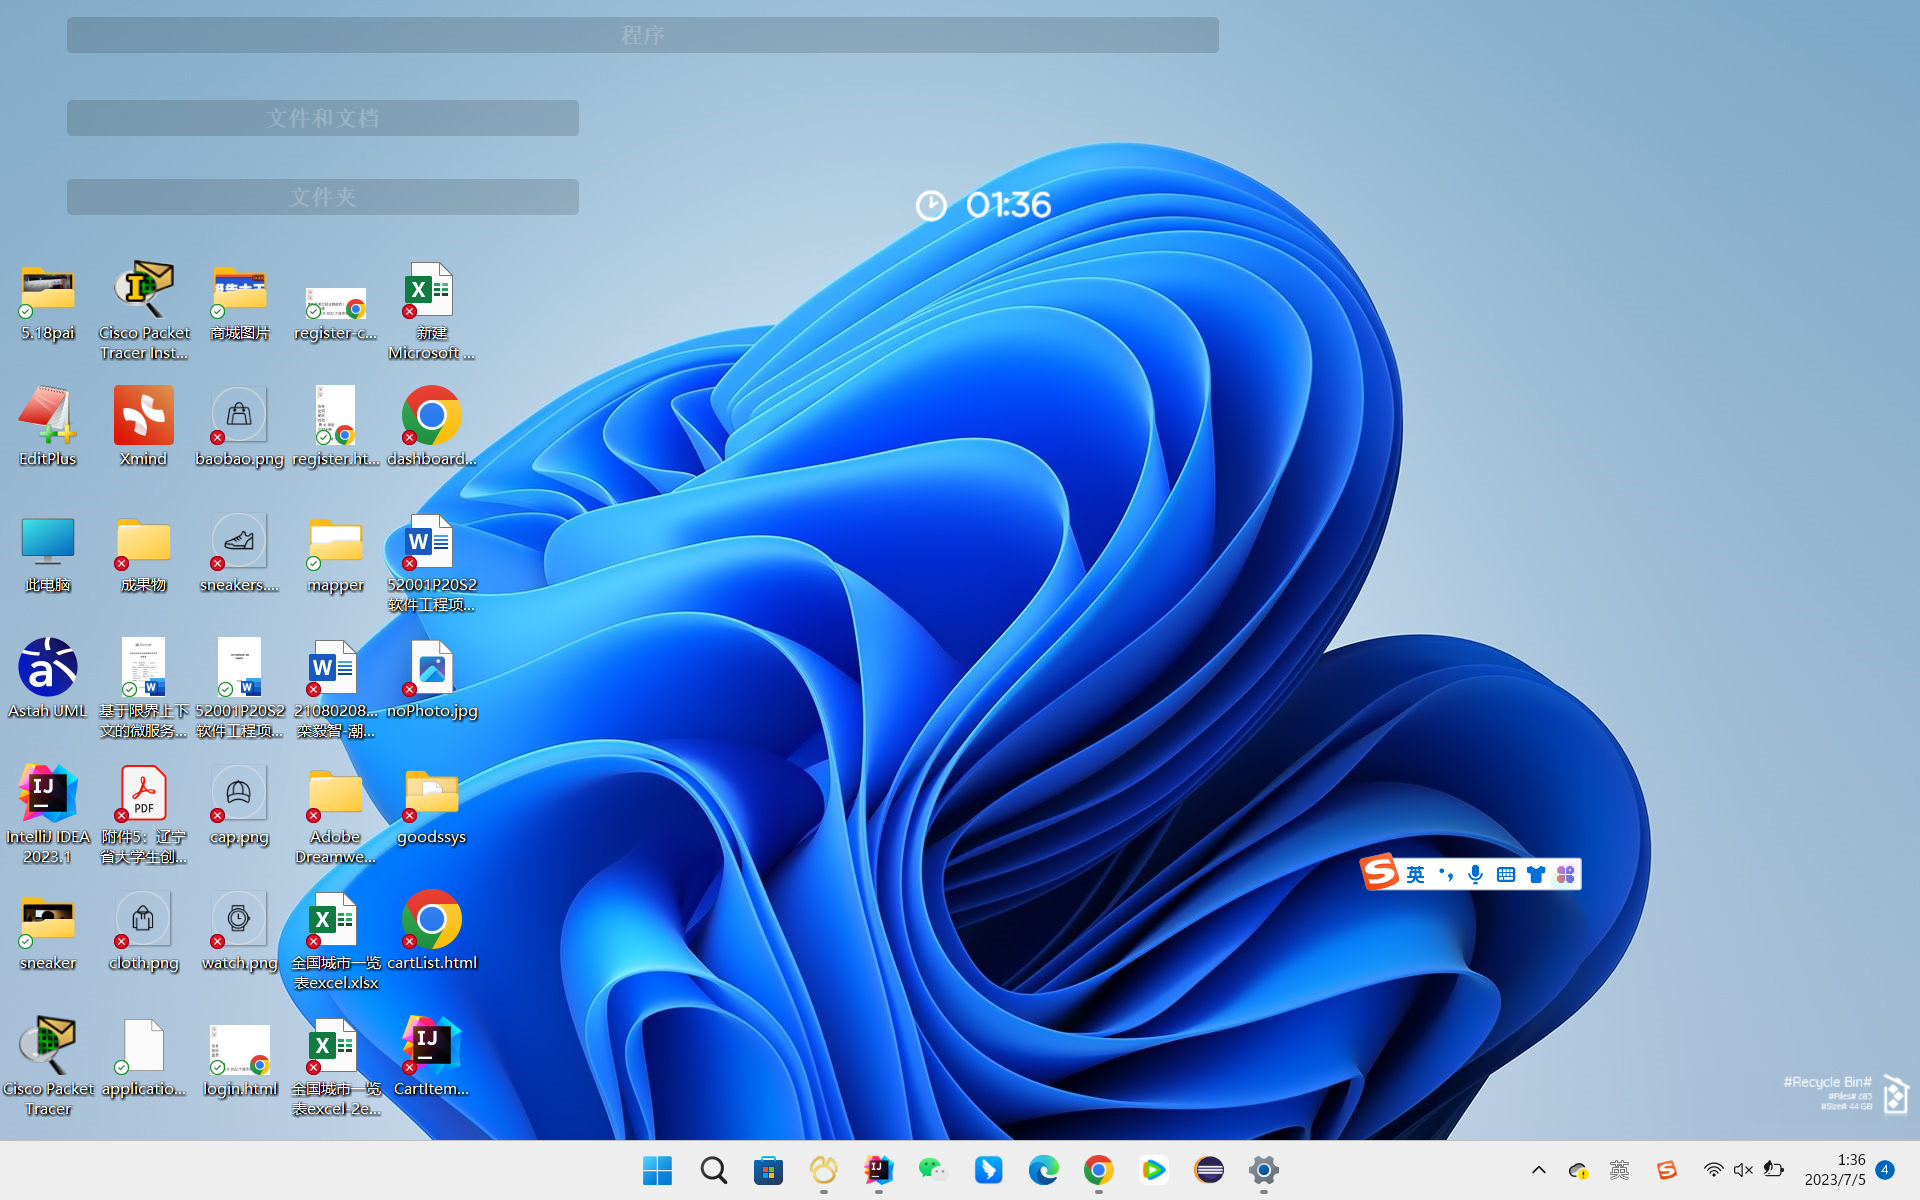 程序
文件和文档
文件夹
01:36
5.18pai
Cisco Packet
Tracer Inst...
商城图片
register-c...
新建
Microsoft ...
EditPlus
Xmind
baobao.png
register.ht...
dashboard...
此电脑
成果物
sneakers....
mapper
52001P20S2
软件工程项...
Astah UML
基于限界上下
文的微服务...
52001P20S2
软件工程项...
21080208...
栾毅智-潮...
noPhoto.jpg
IntelliJ IDEA
2023.1
附件5：辽宁
省大学生创...
cap.png
Adobe
Dreamwe...
goodssys
sneaker
cloth.png
watch.png
全国城市一览
表excel.xlsx
cartList.html
Cisco Packet
Tracer
applicatio...
login.html
全国城市一览
表excel-2e...
CartItem...
英
#Recycle Bin#
#Files# 685
#Size# 44 GB
英
1:36
2023/7/5
4